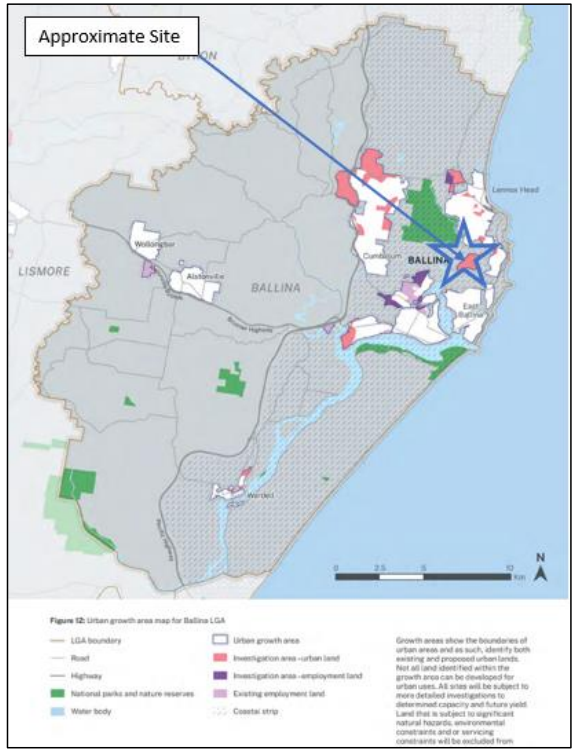 Approximate Site
BYRON
Lennox Head
Wollongbar
Cumbalum
BALLINA
LISMORE
Alstonville
BALLINA
East
Ballina
Bruxner Highway
Wardell
Pacific Highway
N
0 2.5 5 10
Km
Figure 12: Urban growth area map for Ballina LGA
LGA boundary
Road
Highway
National parks and nature reserves
Water body
Urban growth area
Investigation area–urban land
Investigation area–employment land
Existing employment land
Coastal strip
Growth areas show the boundaries of
urban areas and as such, identify both
existing and proposed urban lands.
Not all land identified within the
growth area can be developed for
urban uses. All sites will be subject to
more detailed investigations to
determined capacity and future yield.
Land that is subject to significant
natural hazards, environmental
constraints and/or servicing
constraints will be excluded from